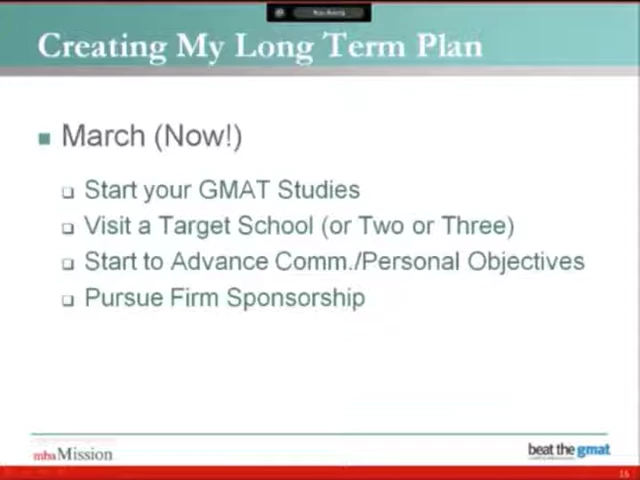 Creating My Long Term Plan
March (Now!)
Start your GMAT Studies
Visit a Target School (or Two or Three)
Start to Advance Comm./Personal Objectives
Pursue Firm Sponsorship
mbaMission
beat the gmat
16